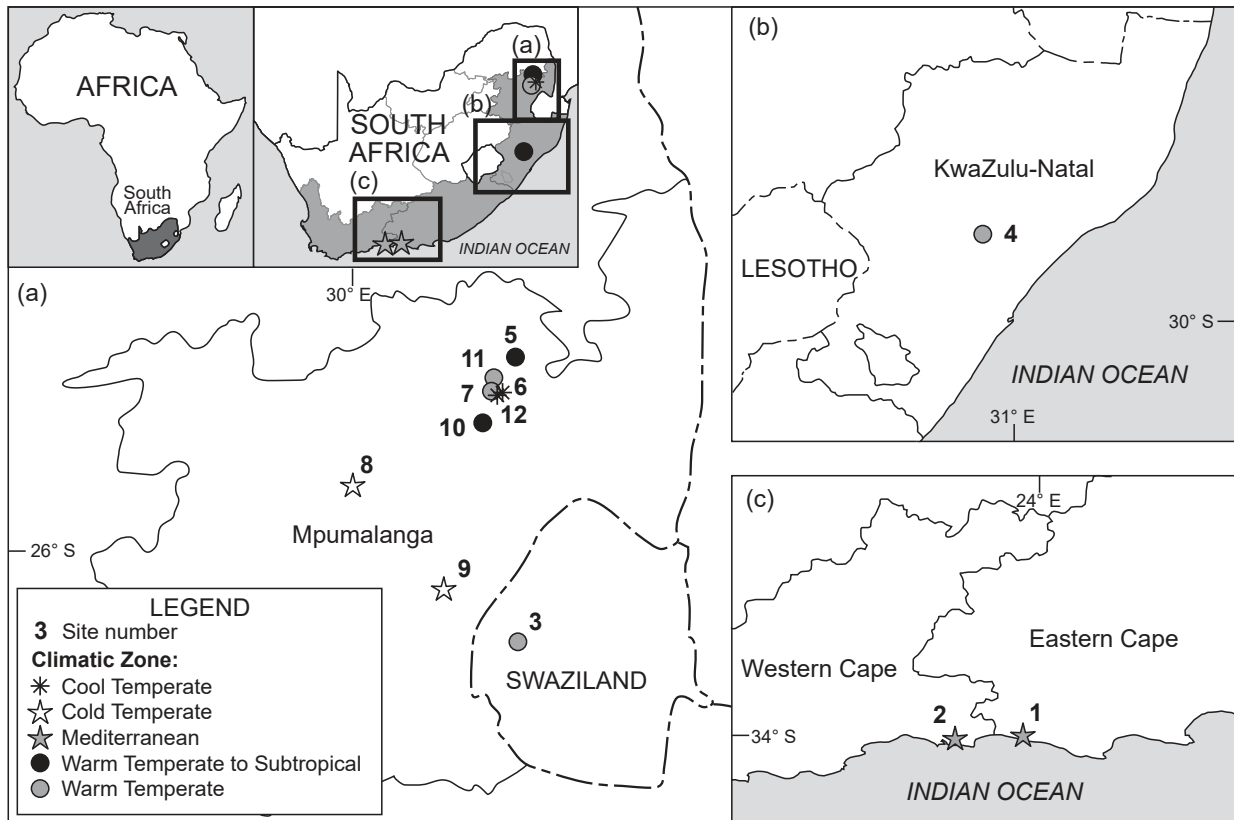 AFRICA
South
Africa
(a)
(b)
SOUTH
AFRICA
(c)
INDIAN OCEAN
(a)
30° E
5
11
7
6
12
10
8
Mpumalanga
26° S
9
3
SWAZILAND
LEGEND
3 Site number
Climatic Zone:
Cool Temperate
Cold Temperate
Mediterranean
Warm Temperate to Subtropical
Warm Temperate
(b)
KwaZulu-Natal
4
LESOTHO
30° S
INDIAN OCEAN
31° E
(c)
24° E
Eastern Cape
Western Cape
2
1
34° S
INDIAN OCEAN